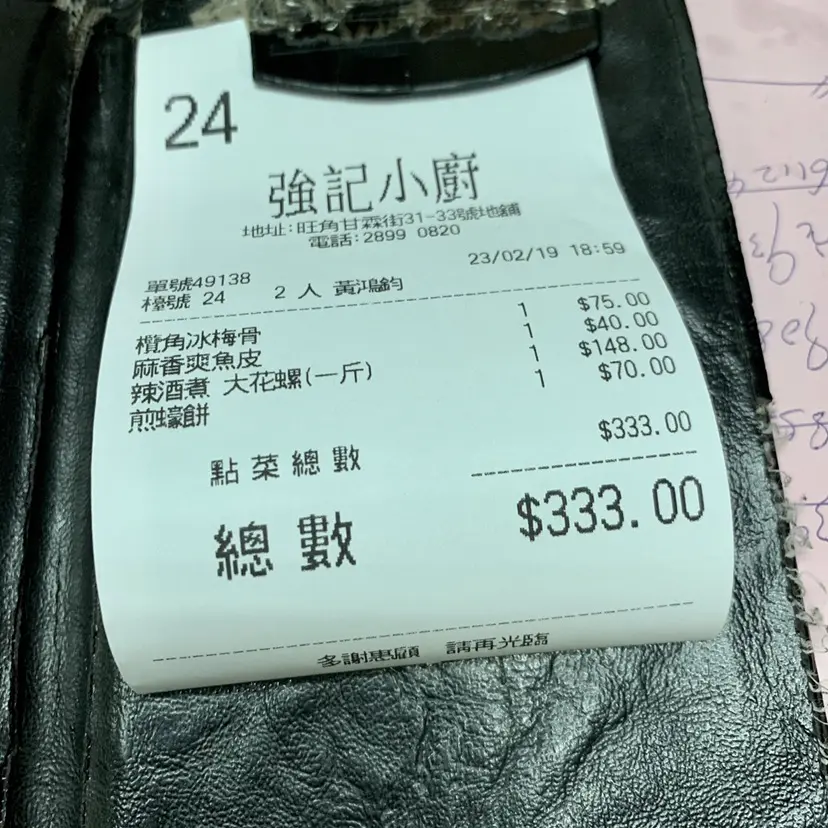 24
強記小廚
地址:旺角甘霖街31-33號地舖
電話:2899 0820
23/02/19 18:59
單號49138
檯號 24 2 人 黃鴻鈞
欖角冰梅骨 1 $75.00
麻香爽魚皮 1 $40.00
辣酒煮 大花螺(一斤) 1 $148.00
煎蠔餅 1 $70.00
點菜總數 $333.00
總數 $333.00
多謝惠顧 請再光臨